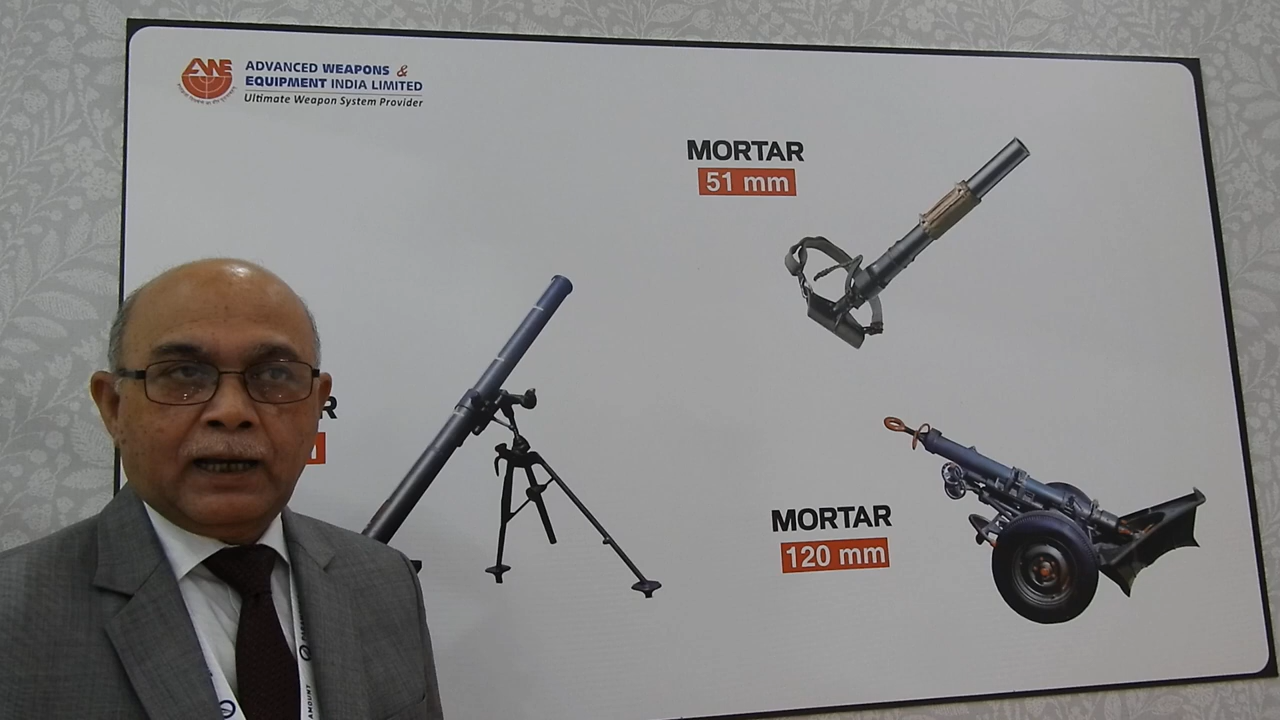 AWE
ADVANCED WEAPONS &
EQUIPMENT INDIA LIMITED
Ultimate Weapon System Provider
MORTAR
51 mm
MORTAR
120 mm